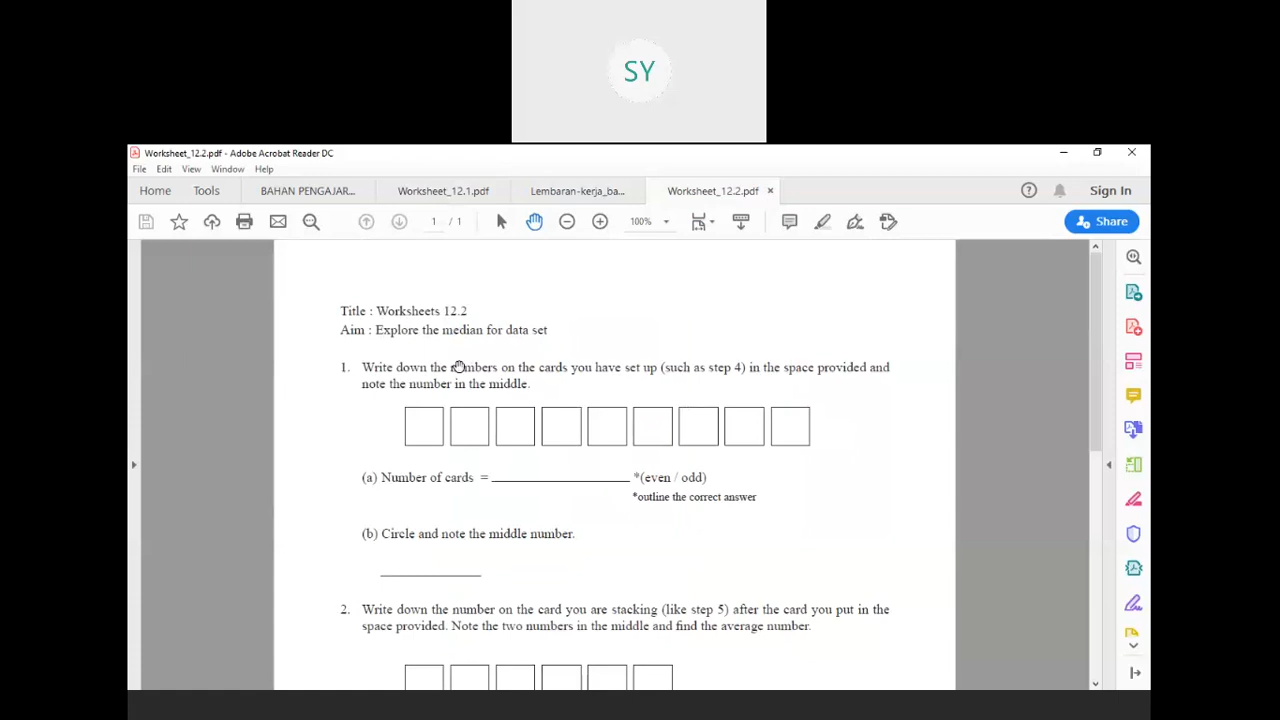 SY
Worksheet_12.2.pdf - Adobe Acrobat Reader DC
File Edit View Window Help
Home Tools BAHAN PENGAJAR... Worksheet_12.1.pdf Lembaran-kerja_ba... Worksheet_12.2.pdf × Sign In
1 / 1 100% Share
Title : Worksheets 12.2
Aim : Explore the median for data set
1. Write down the numbers on the cards you have set up (such as step 4) in the space provided and
note the number in the middle.
(a) Number of cards = ____________________ *(even / odd)
*outline the correct answer
(b) Circle and note the middle number.
2. Write down the number on the card you are stacking (like step 5) after the card you put in the
space provided. Note the two numbers in the middle and find the average number.